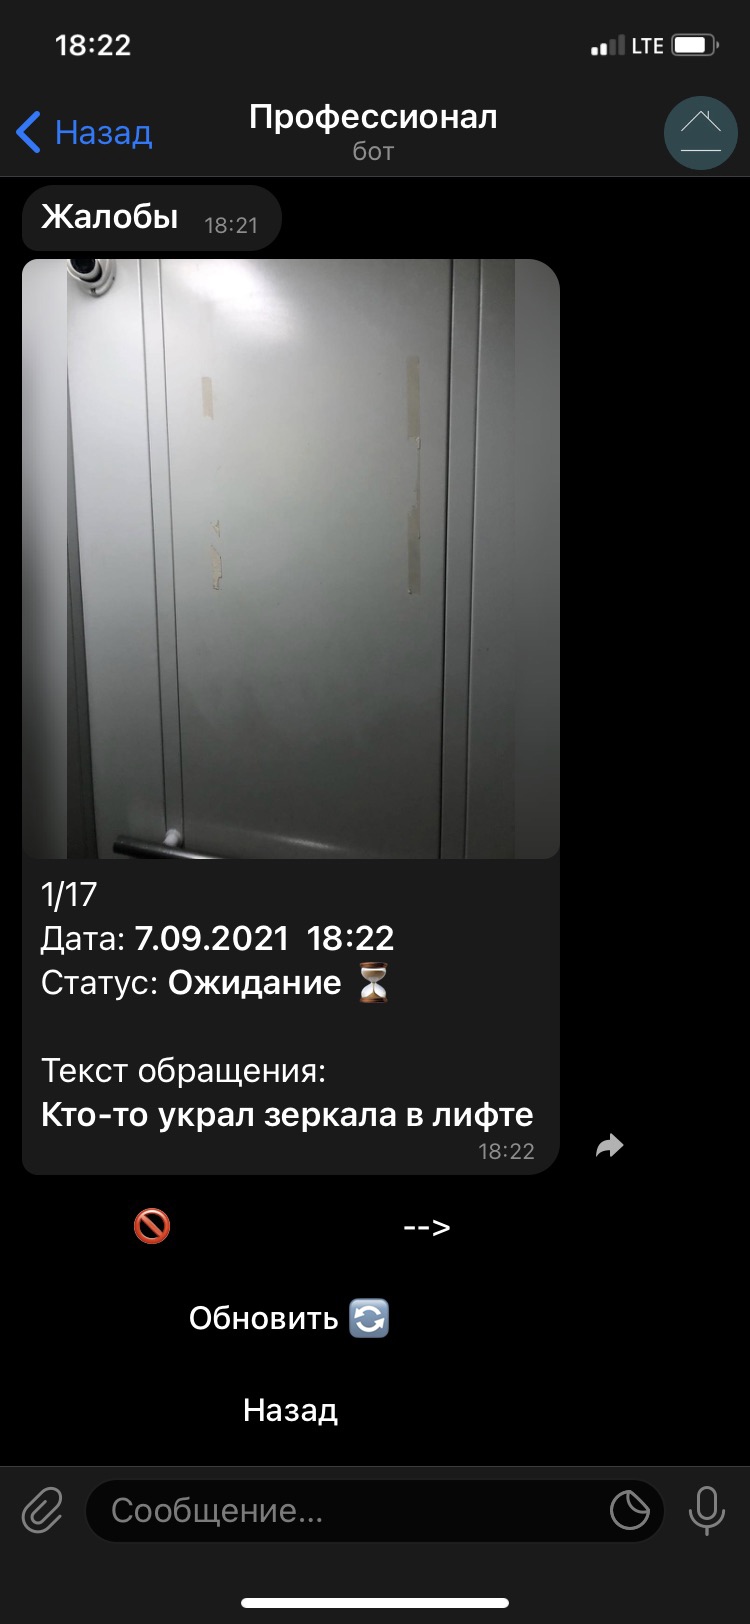 18:22
LTE
Назад
Профессионал
бот
Жалобы 18:21
1/17
Дата: 7.09.2021 18:22
Статус: Ожидание
Текст обращения:
Кто-то украл зеркала в лифте
18:22
-->
Обновить
Назад
Сообщение...